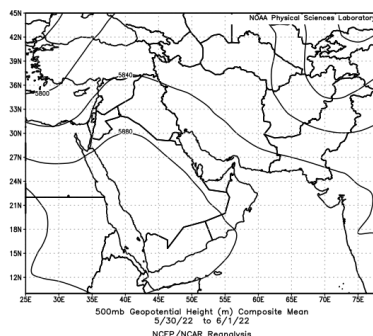 NOAA Physical Sciences Laboratory
45N
42N
39N
36N
33N
30N
27N
24N
21N
18N
15N
12N
5800
5840
5880
25E 30E 35E 40E 45E 50E 55E 60E 65E 70E 75E
500mb Geopotential Height (m) Composite Mean
5/30/22 to 6/1/22
NCEP/NCAR Reanalysis